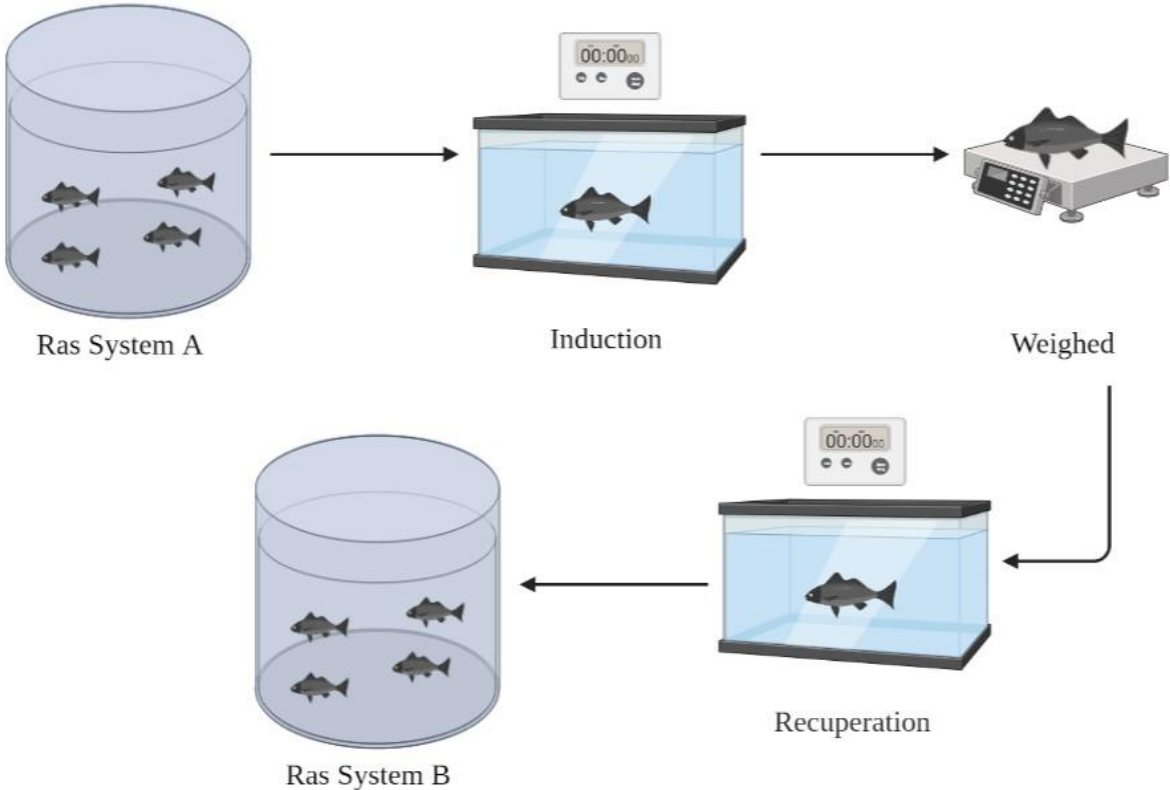 00:00 00
Ras System A
Induction
Weighed
00:00 00
Recuperation
Ras System B